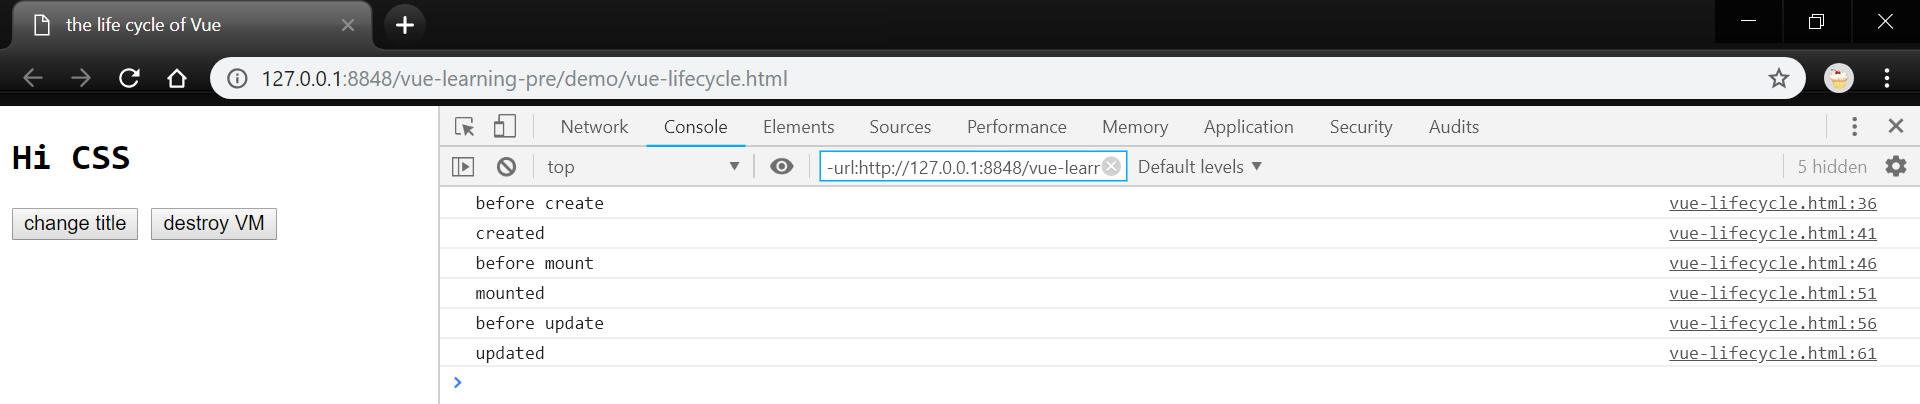 the life cycle of Vue
127.0.0.1:8848/vue-learning-pre/demo/vue-lifecycle.html
Hi CSS
change title destroy VM
Network Console Elements Sources Performance Memory Application Security Audits
top -url:http://127.0.0.1:8848/vue-learr Default levels 5 hidden
before create vue-lifecycle.html:36
created vue-lifecycle.html:41
before mount vue-lifecycle.html:46
mounted vue-lifecycle.html:51
before update vue-lifecycle.html:56
updated vue-lifecycle.html:61